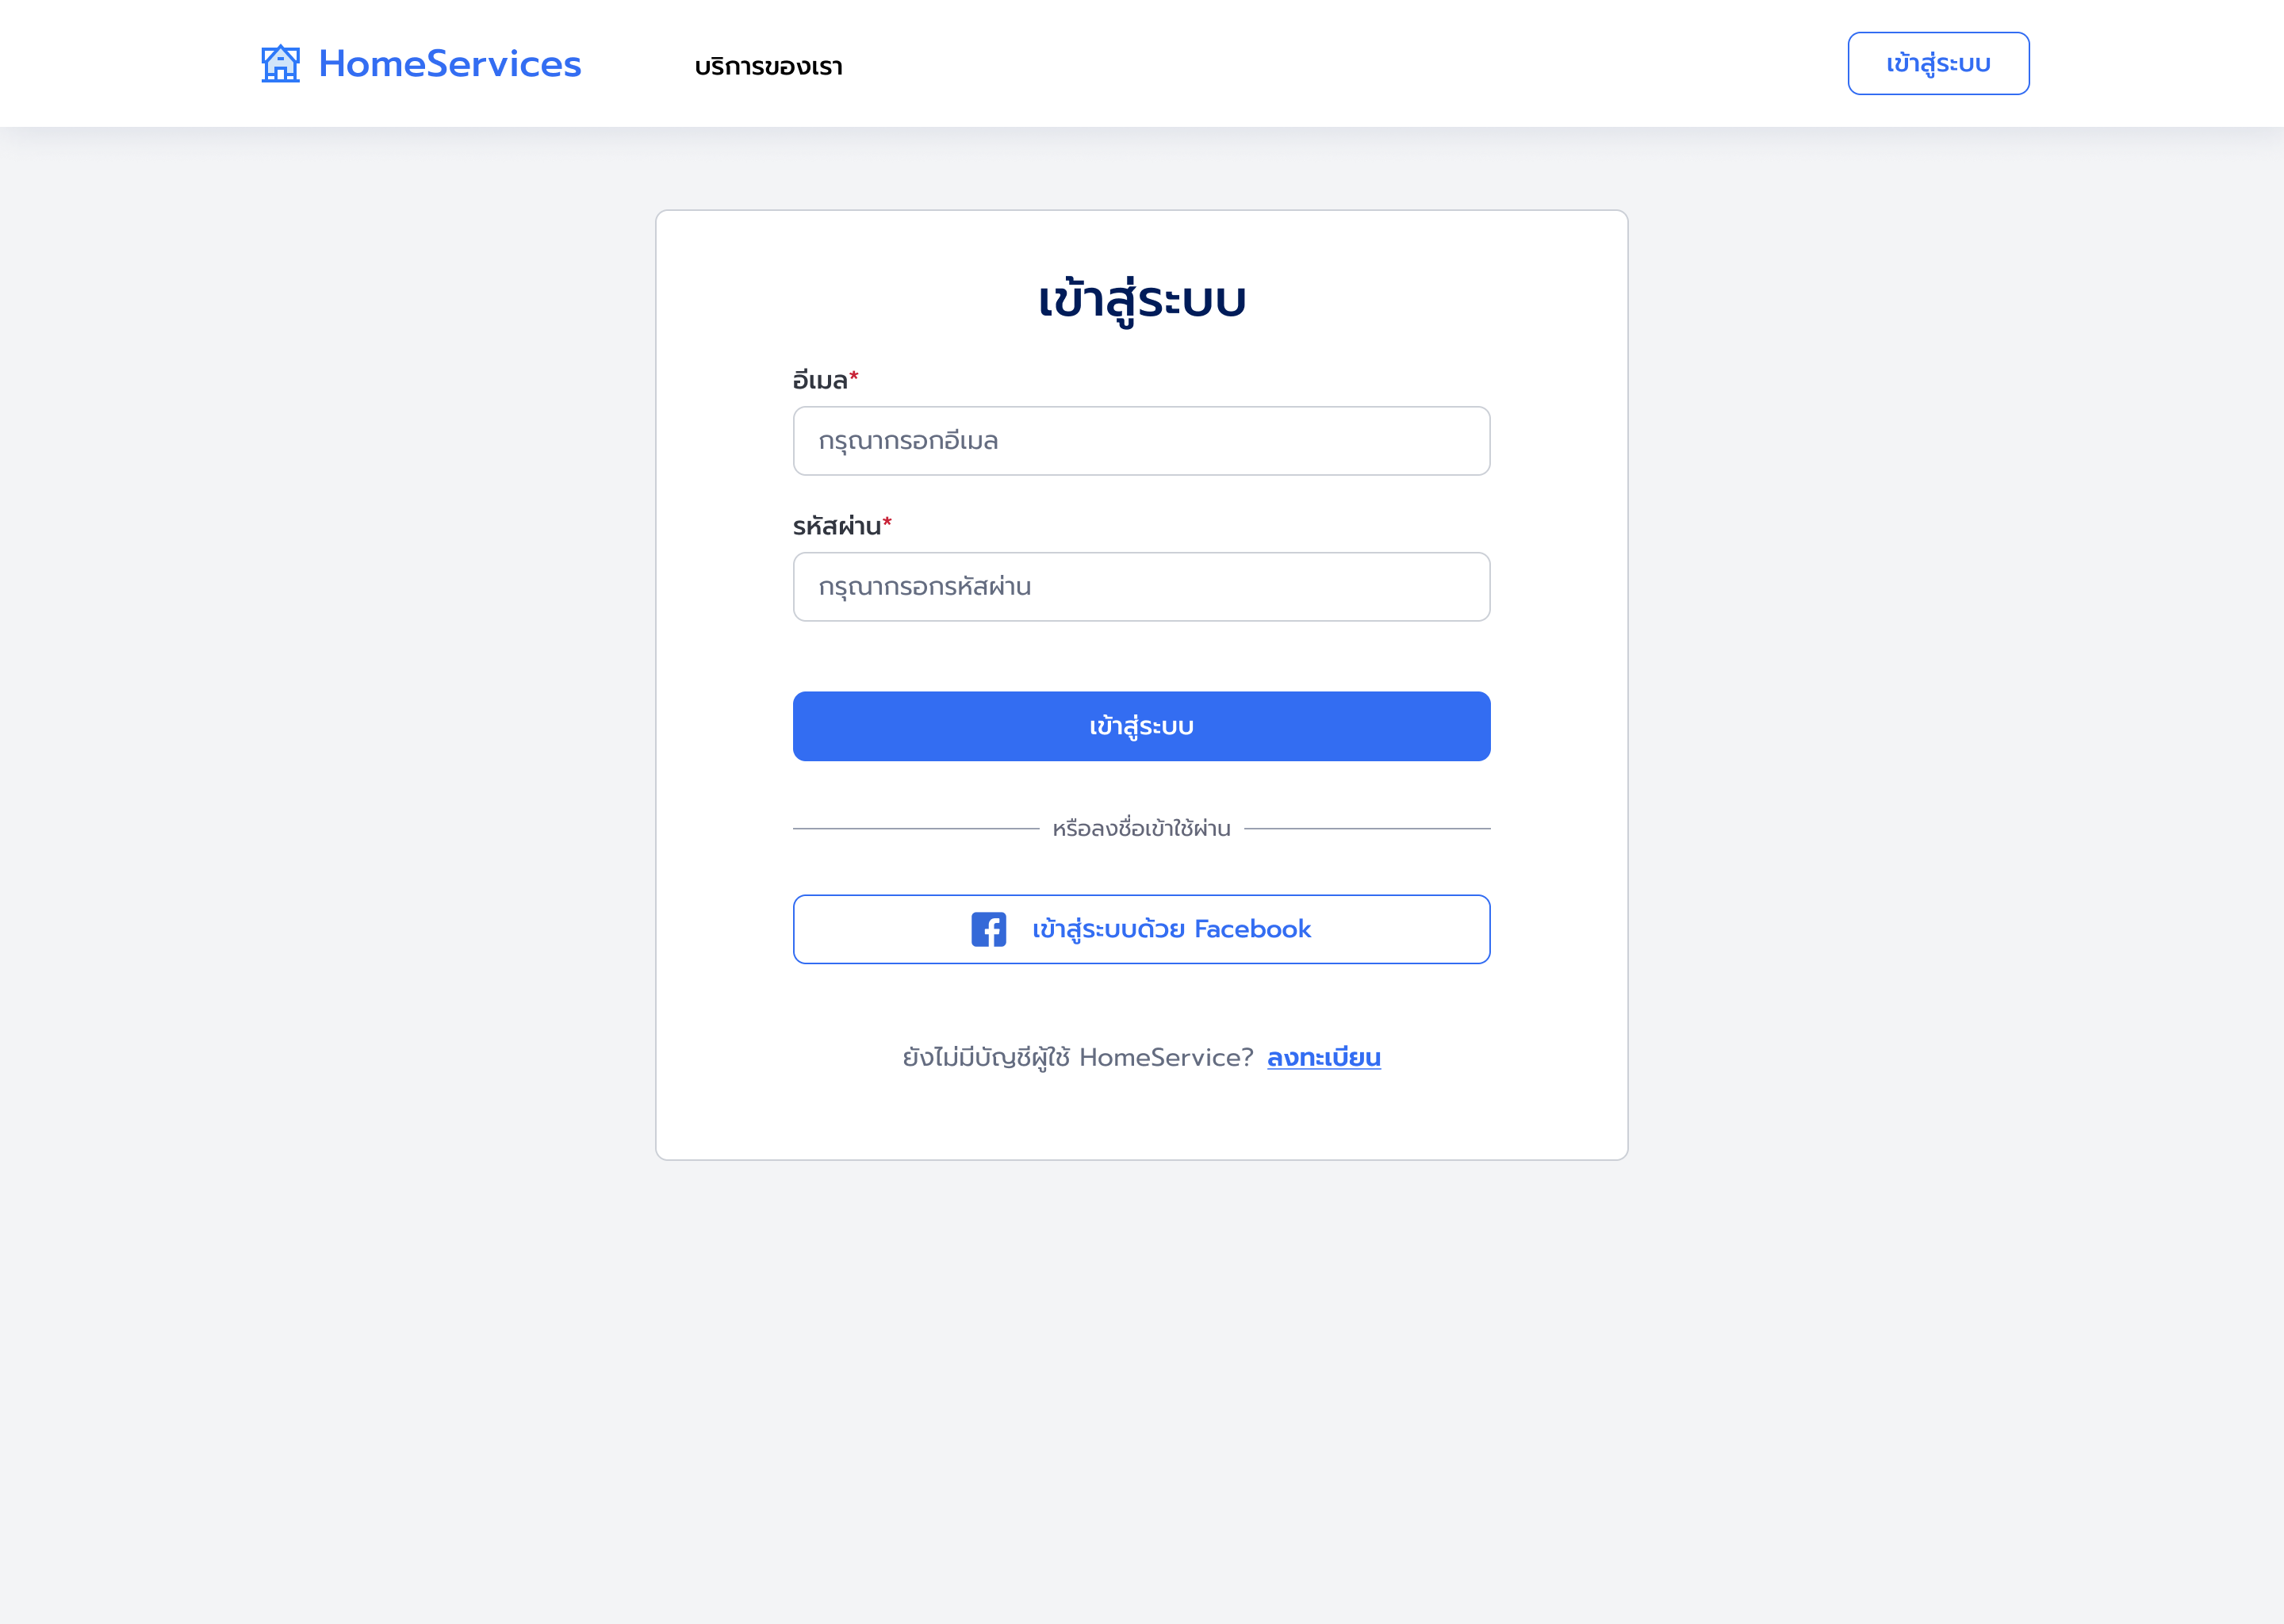 HomeServices
บริการของเรา
เข้าสู่ระบบ
เข้าสู่ระบบ
อีเมล*
กรุณากรอกอีเมล
รหัสผ่าน*
กรุณากรอกรหัสผ่าน
เข้าสู่ระบบ
หรือลงชื่อเข้าใช้ผ่าน
เข้าสู่ระบบด้วย Facebook
ยังไม่มีบัญชีผู้ใช้ HomeService? ลงทะเบียน